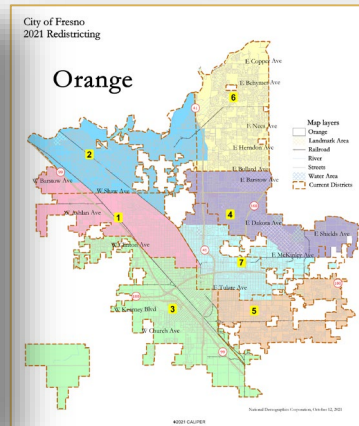 City of Fresno
2021 Redistricting
Orange
E. Copper Ave
E. Behymer Ave
6
E. Nees Ave
E. Herndon Ave
E. Bullard Ave
E. Barstow Ave
2
W. Barstow Ave
W. Shaw Ave
1
W. Ashlan Ave
4
E. Dakota Ave
E. Shields Ave
7
E. McKinley Ave
W. Clinton Ave
E. Tulare Ave
3
5
W. Kearney Blvd
W. Church Ave
Map layers
Orange
Landmark Area
Railroad
River
Streets
Water Area
Current Districts
National Demographics Corporation, October 12, 2021
©2021 CALIPER